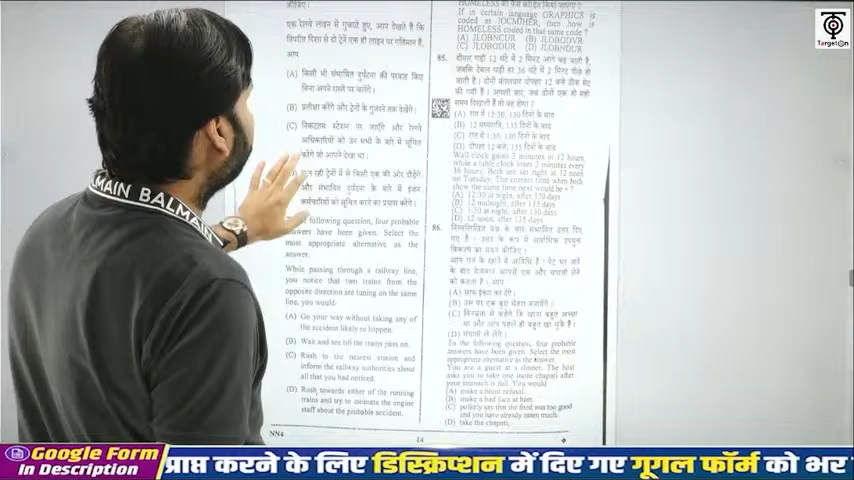 कीजिए ।
एक रेलवे लाइन से गुजरते हुए, आप देखते हैं कि
विपरीत दिशा से दो ट्रेनें एक ही लाइन पर गतिमान हैं,
आप
(A) किसी भी संभावित दुर्घटना की परवाह किए
बिना अपने रास्ते पर चलेंगे।
(B) प्रतीक्षा करेंगे और ट्रेनों के गुजरने तक देखेंगे।
(C) निकटतम स्टेशन पर जाएँगे और रेलवे
अधिकारियों को उन सभी के बारे में सूचित
करेंगे जो आपने देखा था।
रही ट्रेनों में से किसी एक की ओर दौड़ेंगे
और संभावित दुर्घटना के बारे में इंजन
कर्मचारियों को सूचित करने का प्रयास करेंगे।
following question, four probable
answers have been given. Select the
most appropriate alternative as the
answer.
While passing through a railway line,
you notice that two trains from the
opposite direction are tuning on the same
line, you would
(A) Go your way without taking any of
the accident likely to happen.
(B) Wait and see till the trains pass on.
(C) Rush to the nearest station and
inform the railway authorities about
all that you had noticed.
(D) Rush towards either of the running
trains and try to intimate the engine
staff about the probable accident.
NN4
14
If in certain language GRAPHICS is
coded as IOCMJHER, then how is
HOMELESS coded in that same code ?
(A) JLOBNCUR (B) JLOBODVR
(C) JLOBODUR (D) JLOBNDUR
85. दीवार घड़ी 12 घंटे में 2 मिनट आगे बढ़ जाती है,
जबकि टेबल घड़ी हर 36 घंटे में 2 मिनट पीछे हो
जाती है। दोनों मंगलवार दोपहर 12 बजे ठीक सेट
की गयी हैं। अगली बार, जब दोनों एक ही सही
समय दिखाती हैं तो वह होगा ?
(A) रात में 12:30, 130 दिनों के बाद
(B) 12 मध्यरात्रि, 135 दिनों के बाद
(C) रात में 1:30, 130 दिनों के बाद
(D) दोपहर 12 बजे, 135 दिनों के बाद
Wall clock gains 2 minutes in 12 hours,
while a table clock loses 2 minutes every
36 hours. Both are set right at 12 noon
on Tuesday. The correct time when both
show the same time next would be = ?
(A) 12:30 at night, after 130 days
(B) 12 midnight, after 135 days
(C) 1:30 at night, after 130 days
(D) 12 noon, after 135 days
86. निम्नलिखित प्रश्न के चार संभावित उत्तर दिए
गए हैं । उत्तर के रूप में सर्वाधिक उपयुक्त
विकल्प का चयन कीजिए ।
आप रात के खाने में अतिथि हैं। पेट भर जाने
के बाद मेजबान आपसे एक और चपाती लेने
को कहता है। आप
(A) साफ इंकार कर देंगे।
(B) उस पर एक बुरा चेहरा बनायेंगे।
(C) विनम्रता से कहेंगे कि खाना बहुत अच्छा
था और आप पहले ही बहुत खा चुके हैं।
(D) चपाती ले लेंगे।
To the following question, four probable
answers have been given. Select the most
appropriate alternative as the answer.
You are a guest at a dinner. The host
asks you to take one more chapati after
your stomach is full. You would
(A) make a blunt refusal.
(B) make a bad face at him.
(C) politely say that the food was too good
and you have already eaten much.
(D) take the chapati.
BALMAIN BALMAIN
TargetOn
Google Form
In Description
प्राप्त करने के लिए डिस्क्रिप्शन में दिए गए गूगल फॉर्म को भर